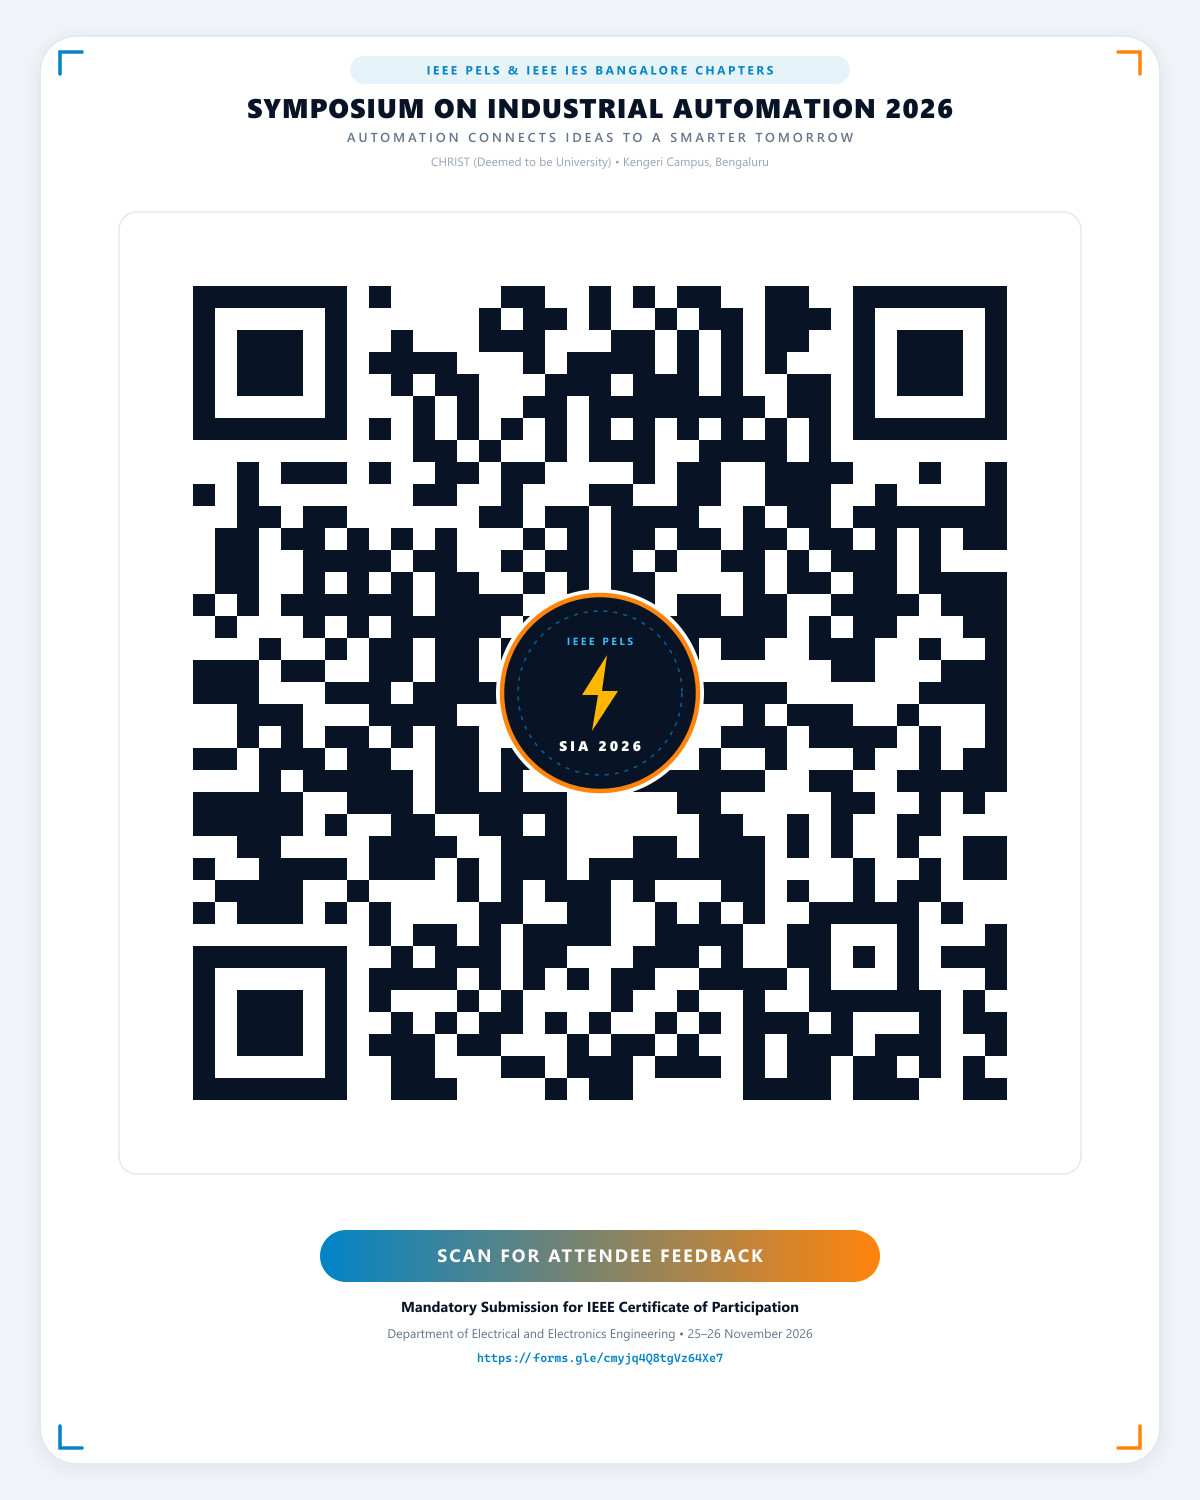 IEEE PELS & IEEE IES BANGALORE CHAPTERS
SYMPOSIUM ON INDUSTRIAL AUTOMATION 2026
AUTOMATION CONNECTS IDEAS TO A SMARTER TOMORROW
CHRIST (Deemed to be University) • Kengeri Campus, Bengaluru
IEEE PELS
SIA 2026
SCAN FOR ATTENDEE FEEDBACK
Mandatory Submission for IEEE Certificate of Participation
Department of Electrical and Electronics Engineering • 25–26 November 2026
https://forms.gle/cmyjq4Q8tgVz64Xe7